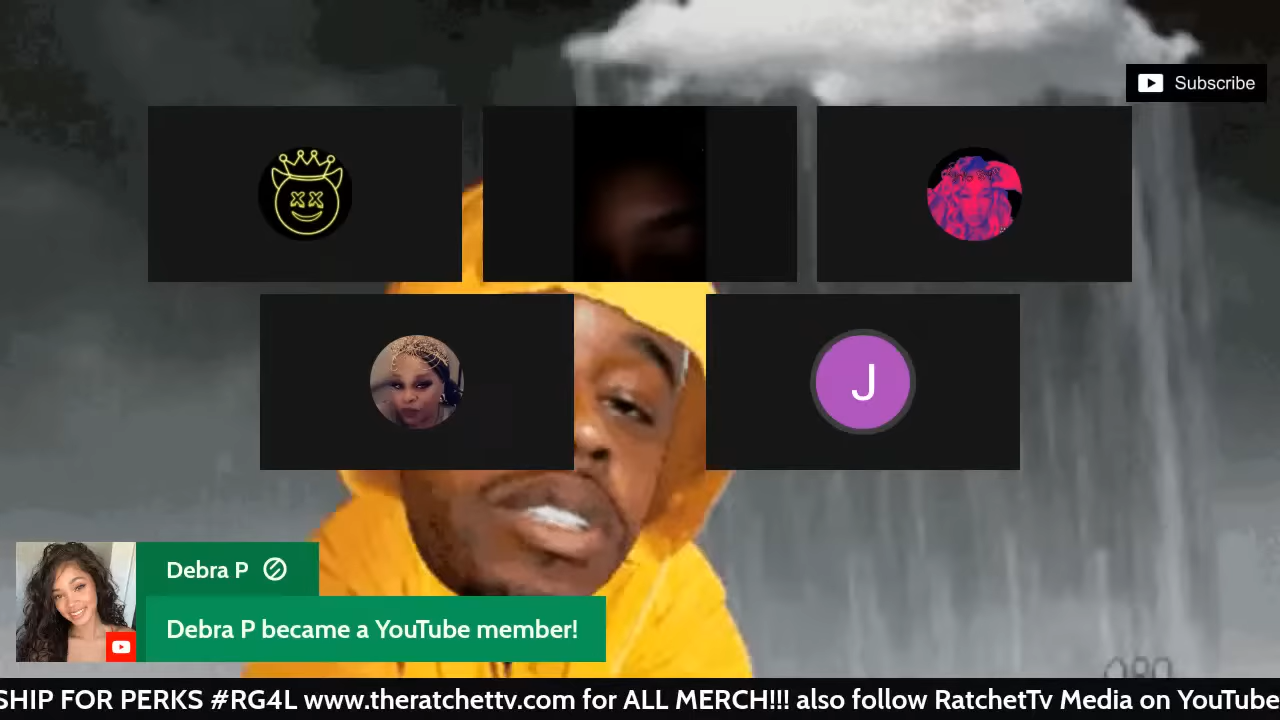 Subscribe
J
Debra P
Debra P became a YouTube member!
SHIP FOR PERKS #RG4L www.theratchettv.com for ALL MERCH!!! also follow RatchetTv Media on YouTube